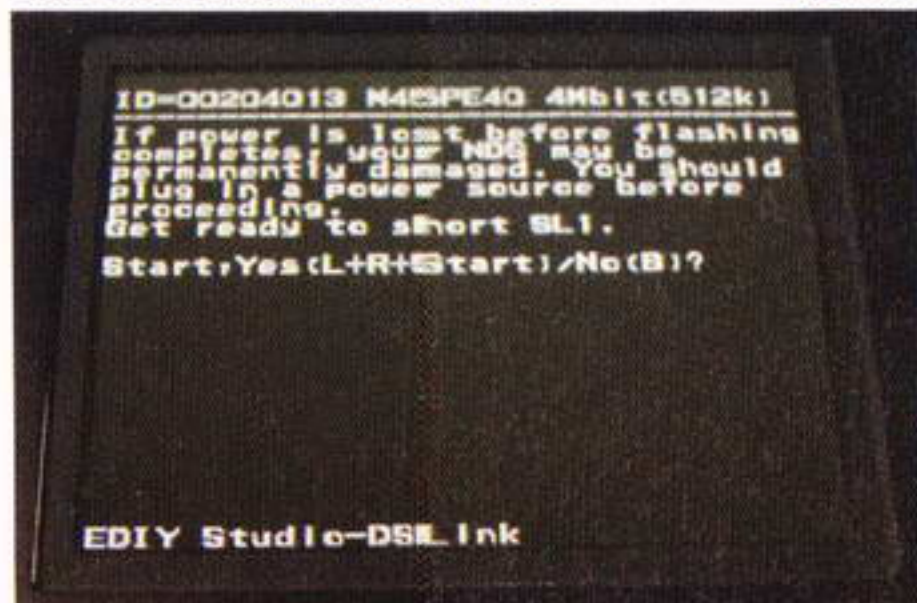 ID=00204013 M45PE40 4Mbit(512k)
If power is lost before flashing
completes, your NDS may be
permanently damaged. You should
plug in a power source before
proceeding.
Get ready to short SL1.
Start,Yes(L+R+Start)/No(B)?
EDIY Studio-DSLink